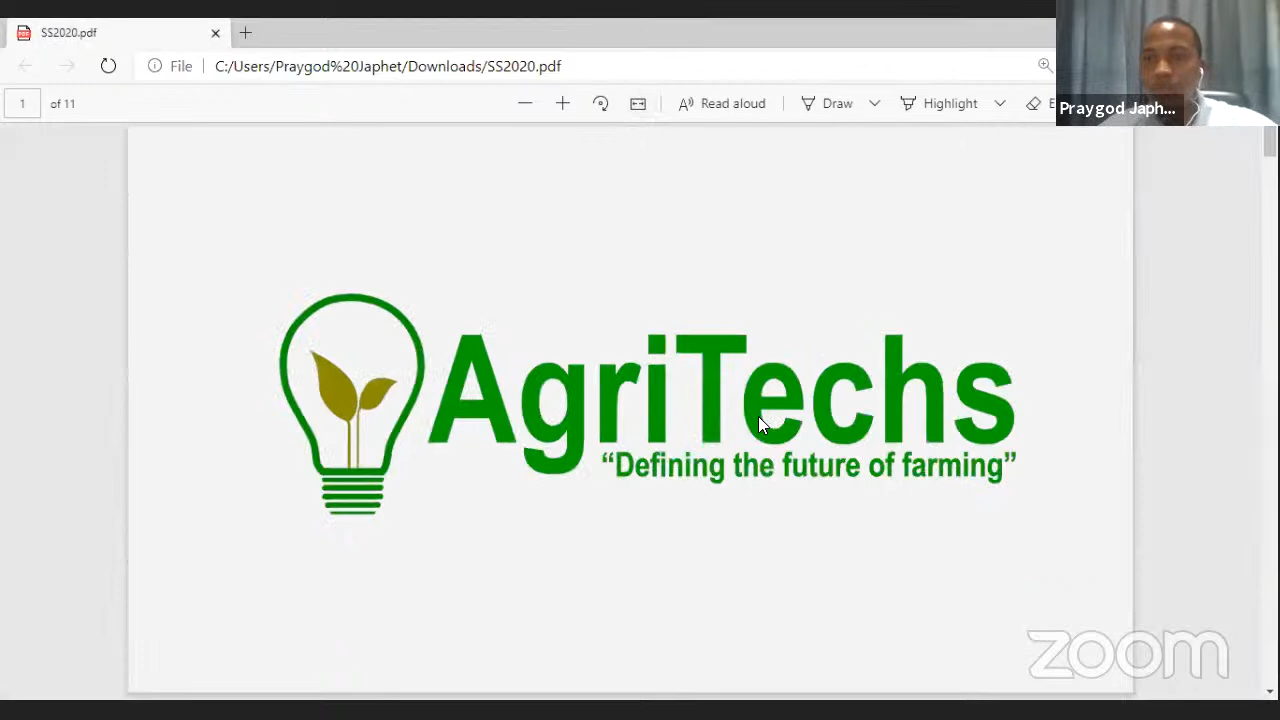 SS2020.pdf
File
C:/Users/Praygod%20Japhet/Downloads/SS2020.pdf
1 of 11
Read aloud
Draw
Highlight
Praygod Japh...
AgriTechs
“Defining the future of farming”
zoom